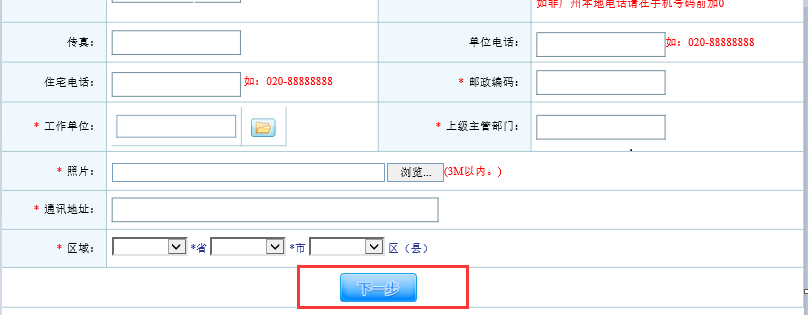 如非广州本地电话请在手机号码前加0
传真：
单位电话： 如：020-88888888
住宅电话： 如：020-88888888
* 邮政编码：
* 工作单位：
* 上级主管部门：
* 照片： 浏览... (3M以内。)
* 通讯地址：
* 区域： *省 *市 区（县）
下一步